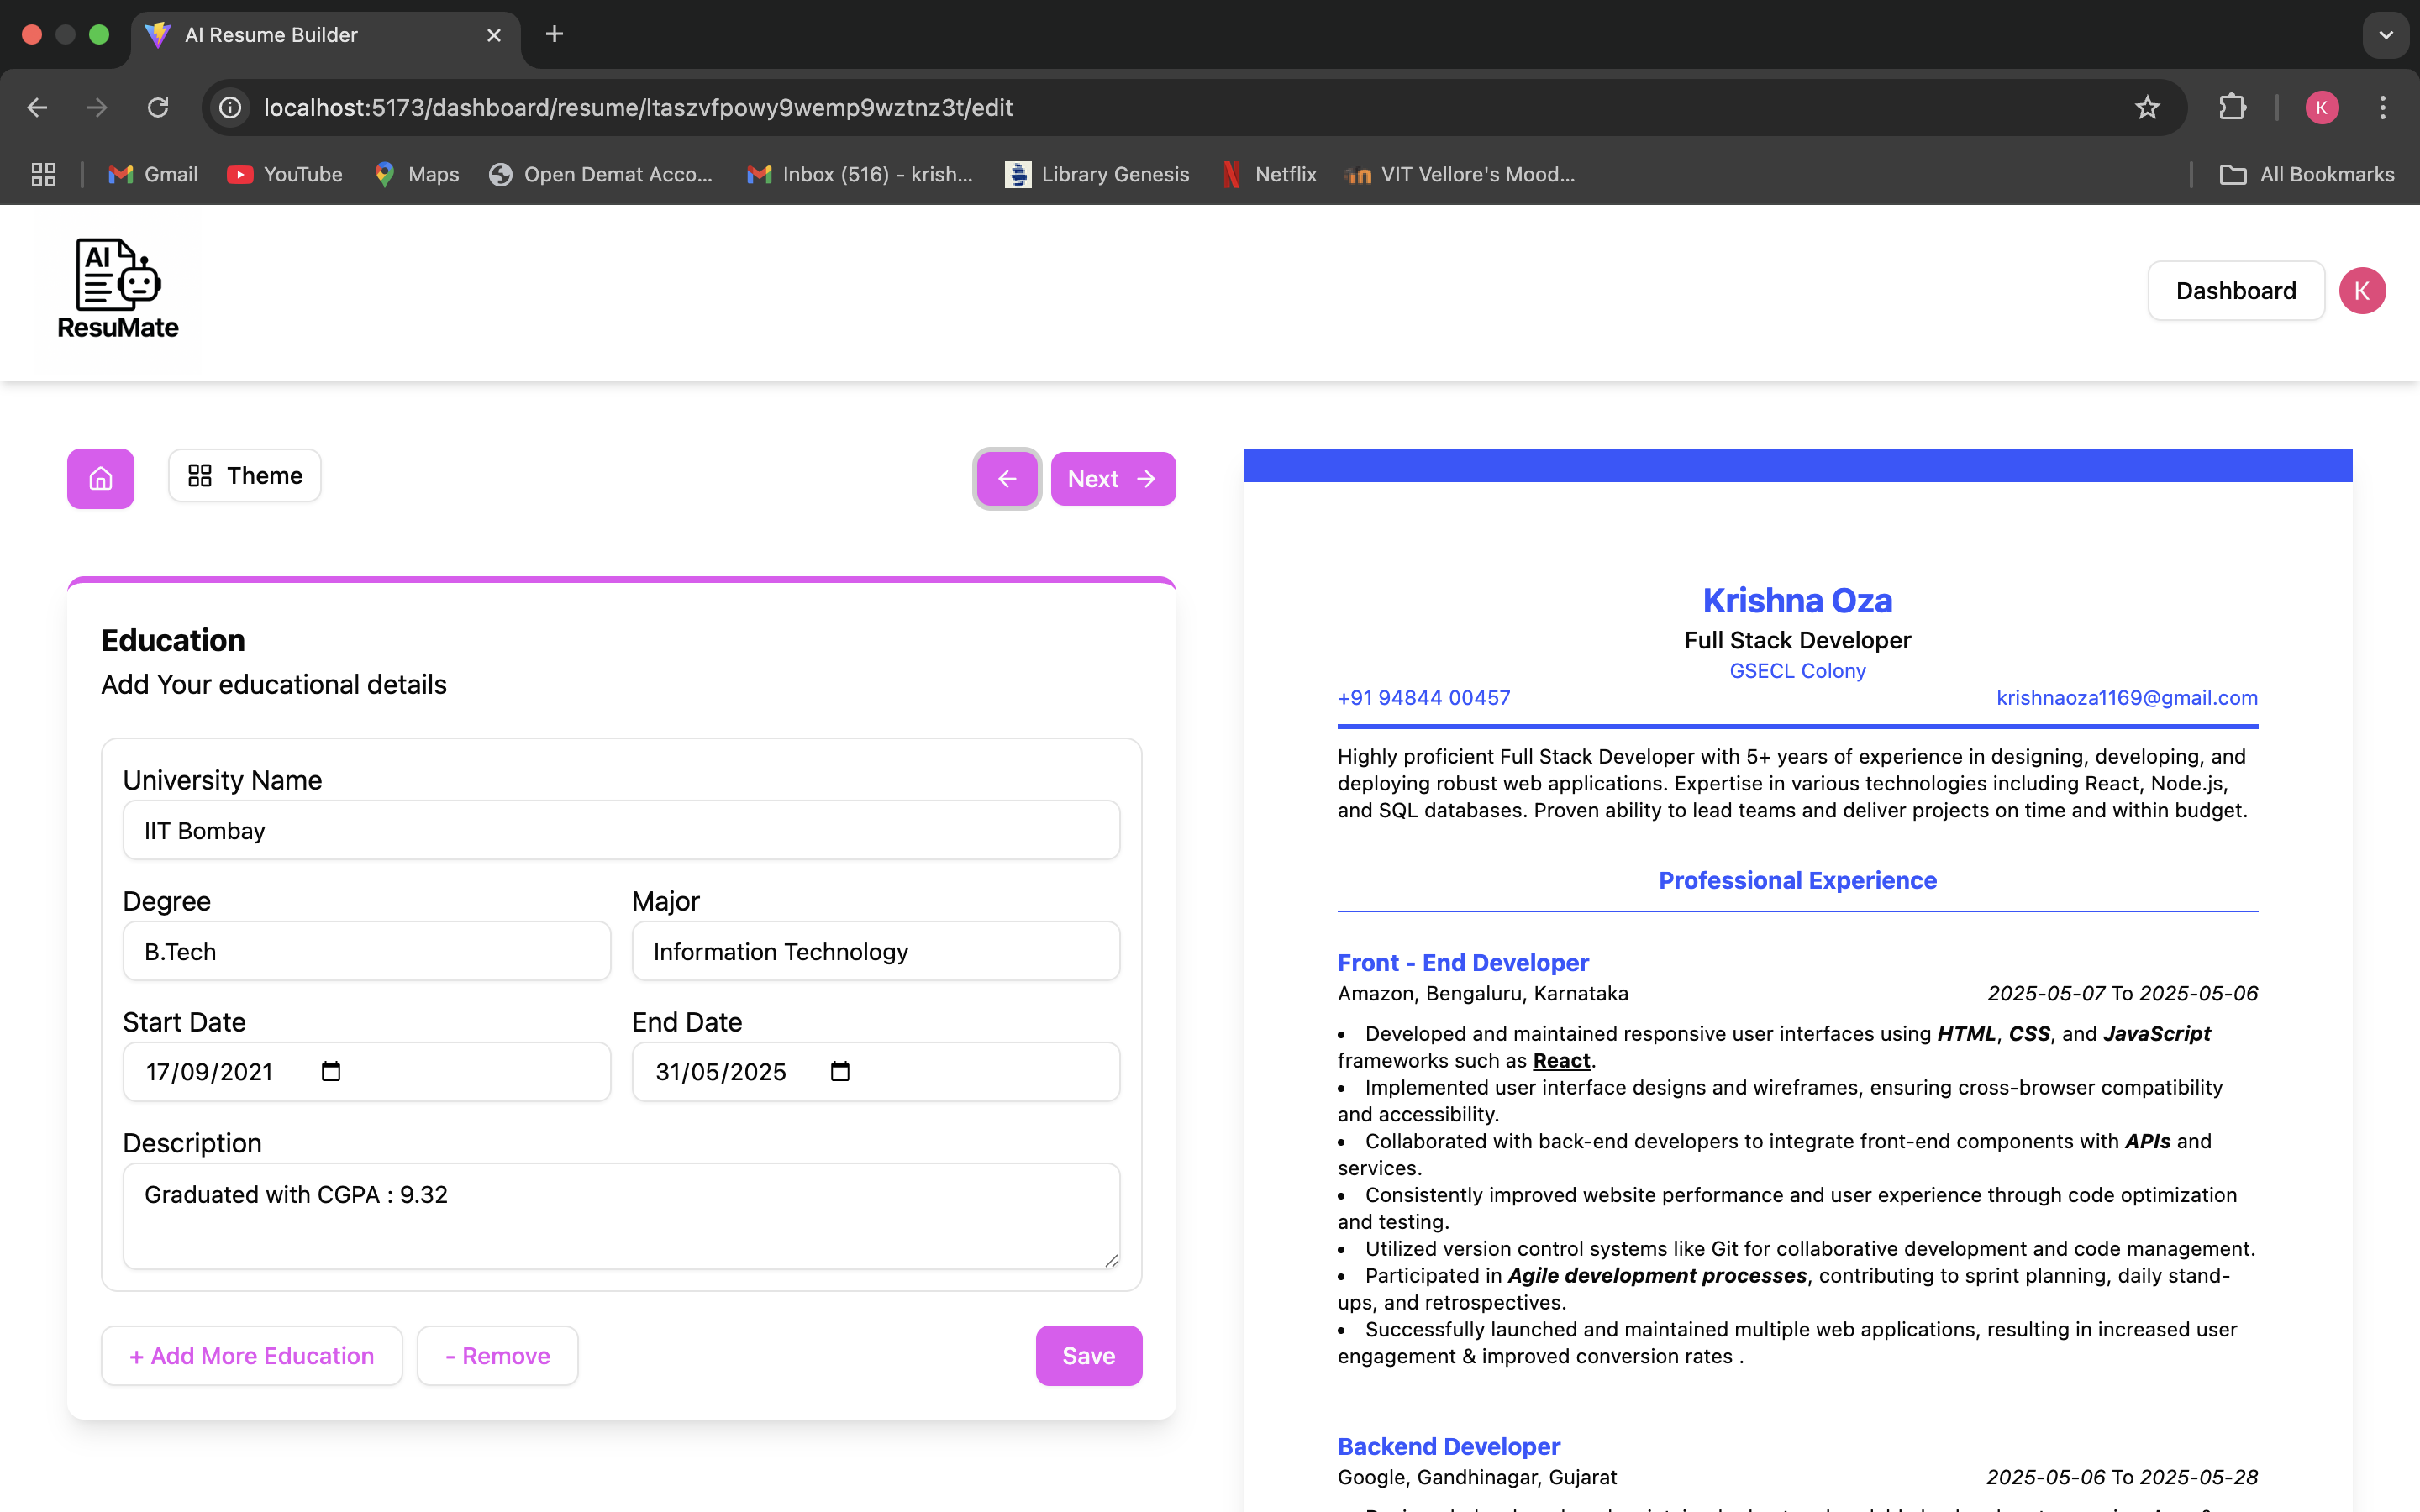 AI Resume Builder
localhost:5173/dashboard/resume/ltaszvfpowy9wemp9wztnz3t/edit
K
Gmail
YouTube
Maps
Open Demat Acco...
Inbox (516) - krish...
Library Genesis
Netflix
VIT Vellore's Mood...
All Bookmarks
AI
ResuMate
Dashboard
K
Theme
Next
Education
Add Your educational details
University Name
IIT Bombay
Degree
Major
B.Tech
Information Technology
Start Date
End Date
17/09/2021
31/05/2025
Description
Graduated with CGPA : 9.32
+ Add More Education
- Remove
Save
Krishna Oza
Full Stack Developer
GSECL Colony
+91 94844 00457
krishnaoza1169@gmail.com
Highly proficient Full Stack Developer with 5+ years of experience in designing, developing, and
deploying robust web applications. Expertise in various technologies including React, Node.js,
and SQL databases. Proven ability to lead teams and deliver projects on time and within budget.
Professional Experience
Front - End Developer
Amazon, Bengaluru, Karnataka
2025-05-07 To 2025-05-06
• Developed and maintained responsive user interfaces using HTML, CSS, and JavaScript
frameworks such as React.
• Implemented user interface designs and wireframes, ensuring cross-browser compatibility
and accessibility.
• Collaborated with back-end developers to integrate front-end components with APIs and
services.
• Consistently improved website performance and user experience through code optimization
and testing.
• Utilized version control systems like Git for collaborative development and code management.
• Participated in Agile development processes, contributing to sprint planning, daily stand-
ups, and retrospectives.
• Successfully launched and maintained multiple web applications, resulting in increased user
engagement & improved conversion rates .
Backend Developer
Google, Gandhinagar, Gujarat
2025-05-06 To 2025-05-28